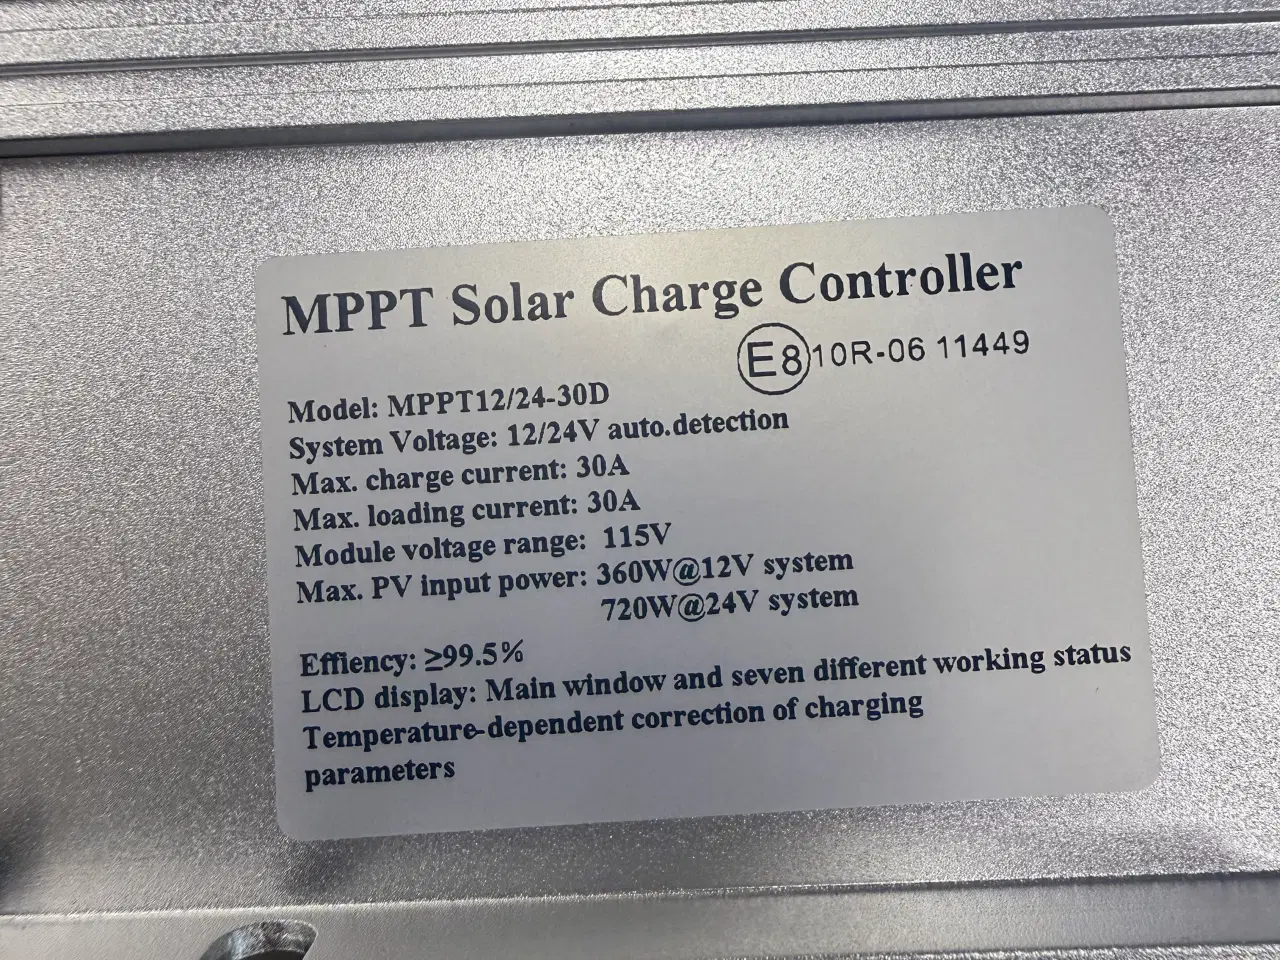 MPPT Solar Charge Controller
E8 10R-06 11449
Model: MPPT12/24-30D
System Voltage: 12/24V auto.detection
Max. charge current: 30A
Max. loading current: 30A
Module voltage range: 115V
Max. PV input power: 360W@12V system
720W@24V system
Effiency: ≥99.5%
LCD display: Main window and seven different working status
Temperature-dependent correction of charging
parameters